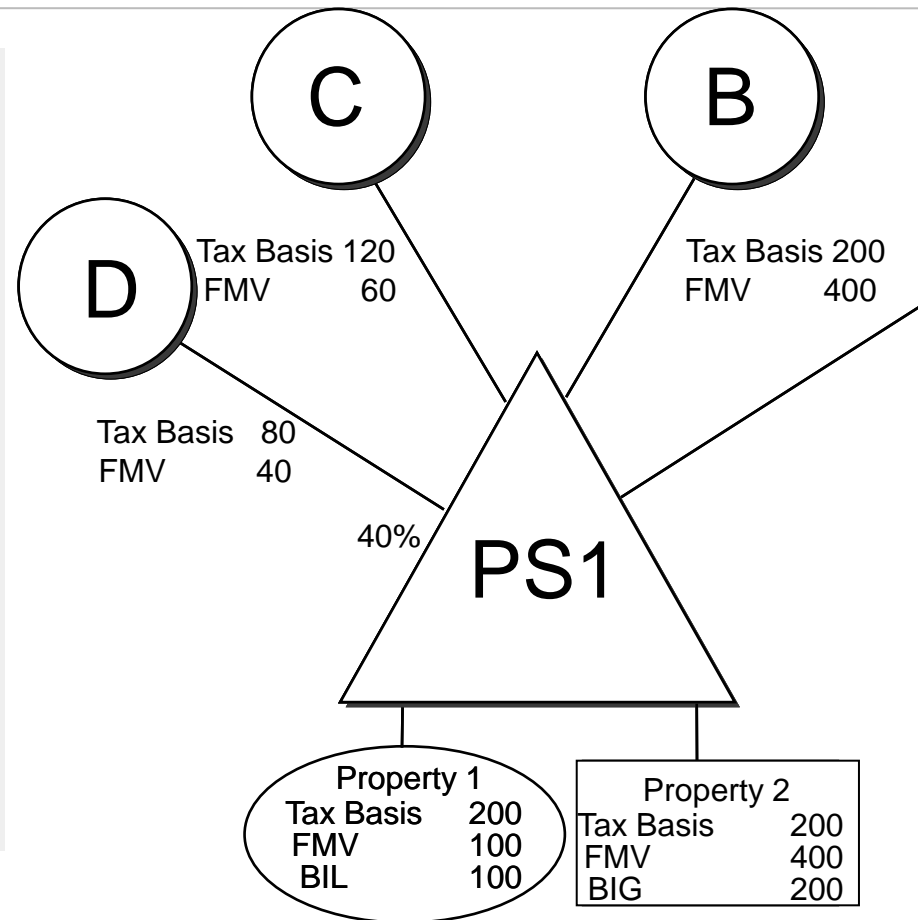 C
B
D
Tax Basis 120
FMV 60
Tax Basis 200
FMV 400
Tax Basis 80
FMV 40
40%
PS1
Property 1
Tax Basis 200
FMV 100
BIL 100
Property 2
Tax Basis 200
FMV 400
BIG 200